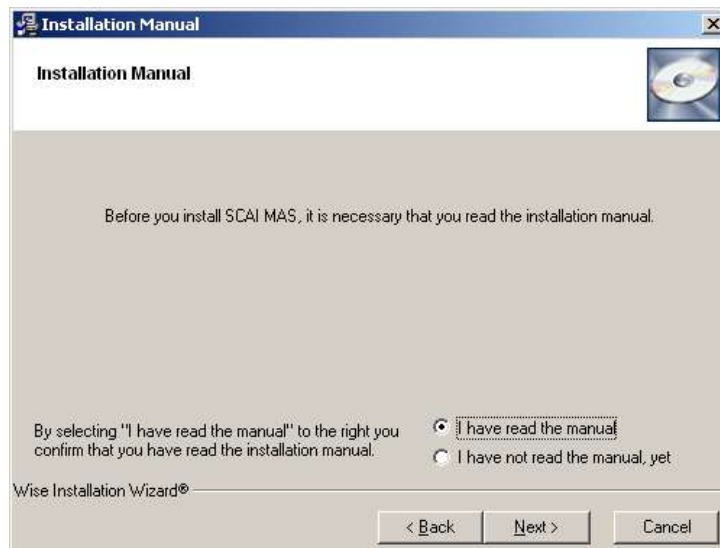 Installation Manual
Installation Manual
Before you install SCAI MAS, it is necessary that you read the installation manual.
By selecting "I have read the manual" to the right you
confirm that you have read the installation manual.
I have read the manual
I have not read the manual, yet
Wise Installation Wizard®
< Back
Next >
Cancel